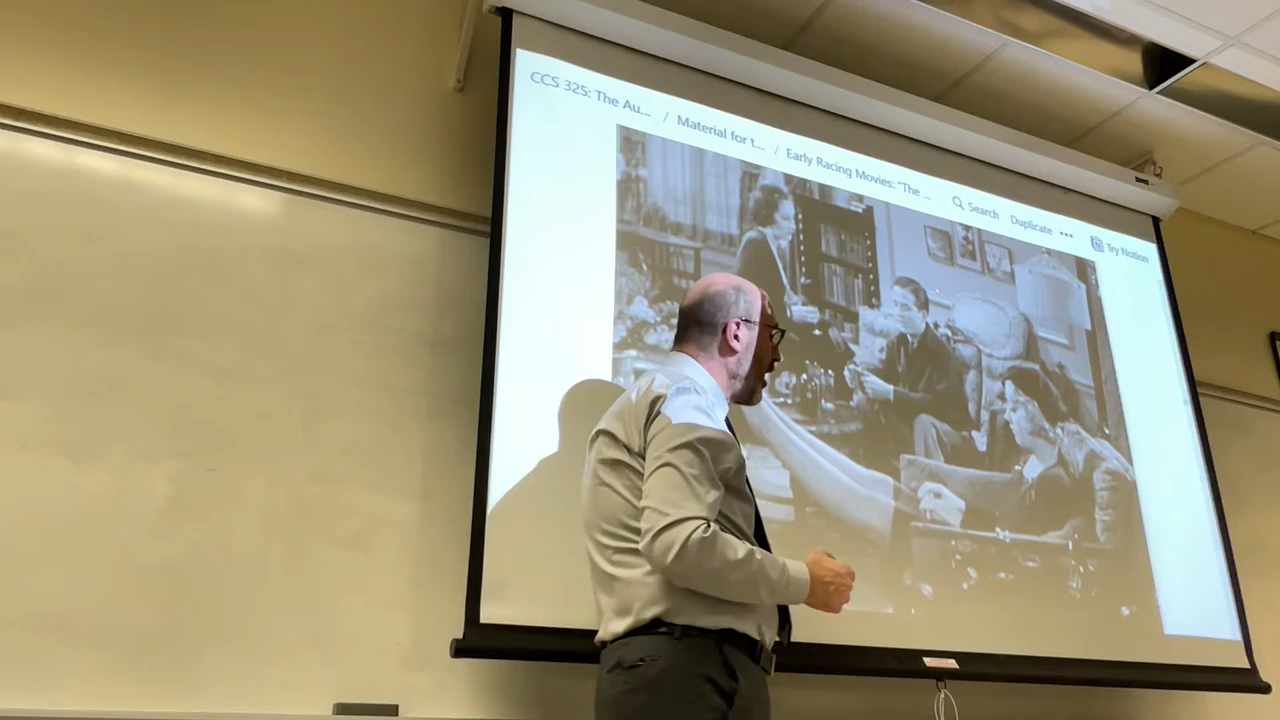 CCS 325: The Au... / Material for t... / Early Racing Movies: "The ... Search Duplicate ••• Try Notion